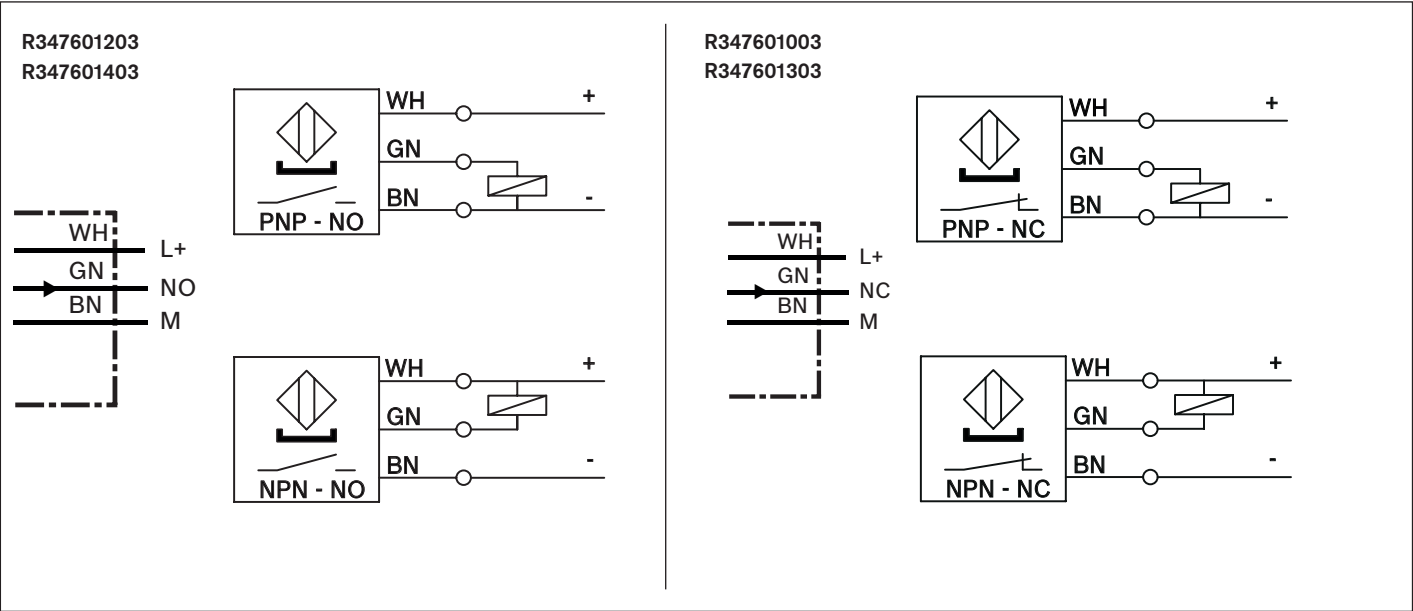 R347601203
R347601403
WH +
GN
BN -
PNP - NO
WH L+
GN NO
BN M
WH +
GN
BN -
NPN - NO
R347601003
R347601303
WH +
GN
BN -
PNP - NC
WH L+
GN NC
BN M
WH +
GN
BN -
NPN - NC